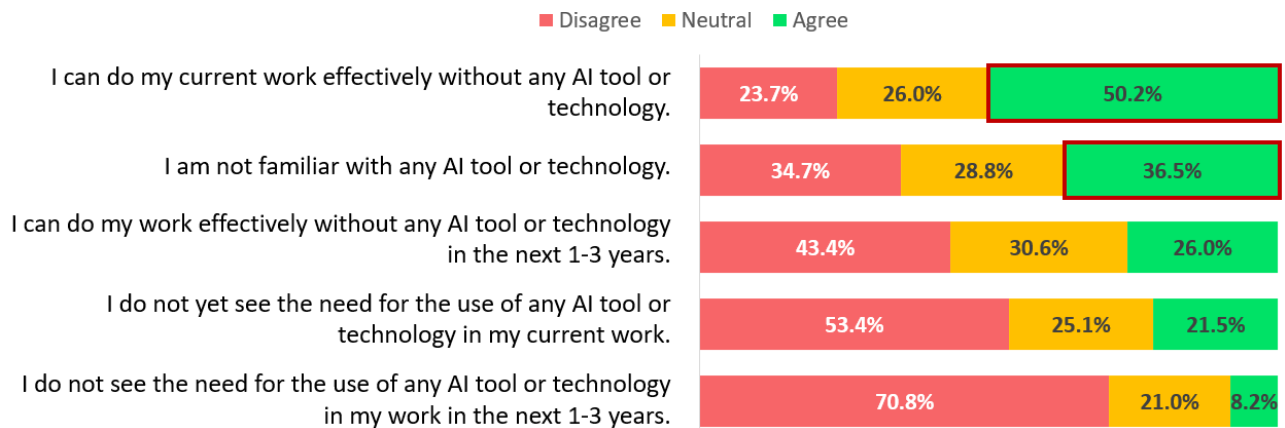 Disagree Neutral Agree
I can do my current work effectively without any AI tool or
technology.
23.7% 26.0% 50.2%
I am not familiar with any AI tool or technology.
34.7% 28.8% 36.5%
I can do my work effectively without any AI tool or technology
in the next 1-3 years.
43.4% 30.6% 26.0%
I do not yet see the need for the use of any AI tool or
technology in my current work.
53.4% 25.1% 21.5%
I do not see the need for the use of any AI tool or technology
in my work in the next 1-3 years.
70.8% 21.0% 8.2%